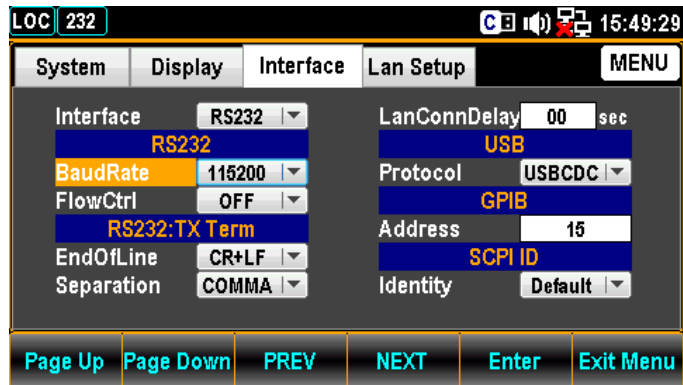 LOC 232 C 15:49:29
System Display Interface Lan Setup MENU
Interface RS232
RS232
BaudRate 115200
FlowCtrl OFF
RS232:TX Term
EndOfLine CR+LF
Separation COMMA
LanConnDelay 00 sec
USB
Protocol USBCDC
GPIB
Address 15
SCPI ID
Identity Default
Page Up Page Down PREV NEXT Enter Exit Menu